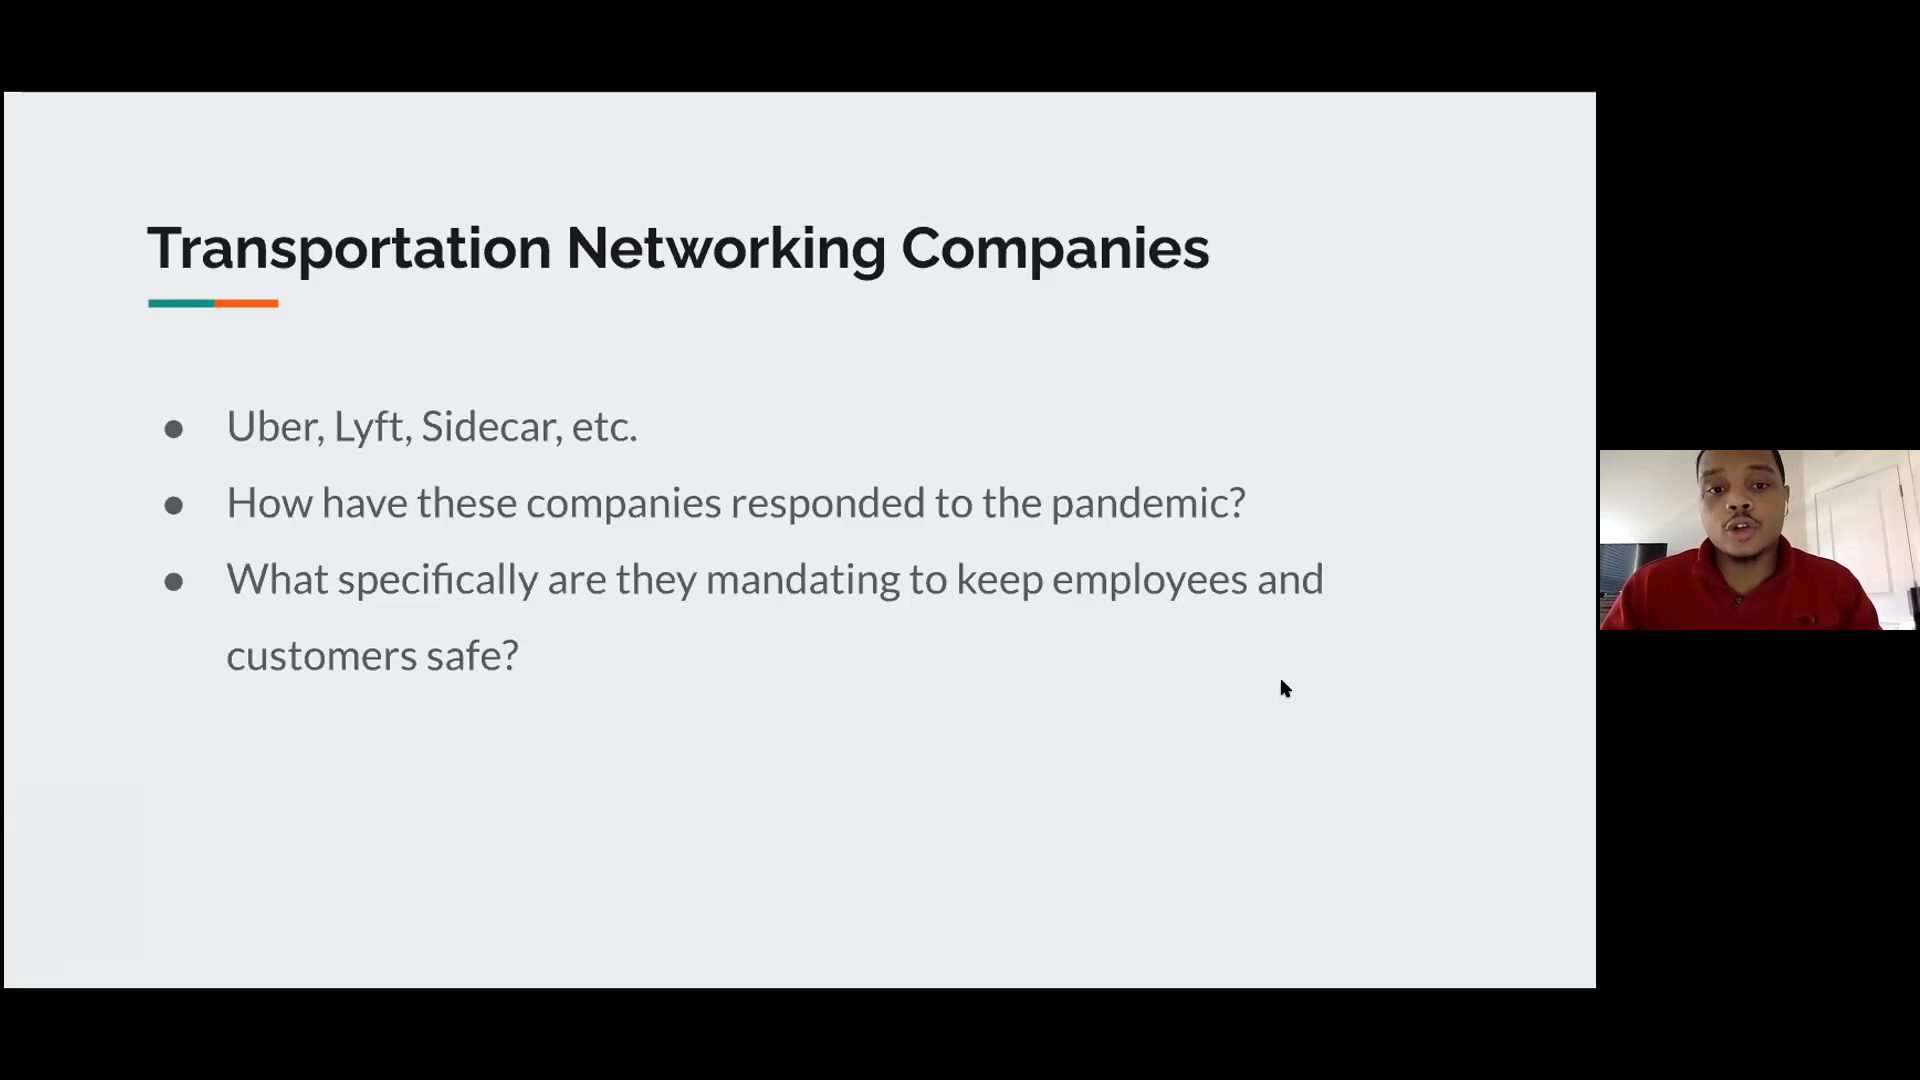 Transportation Networking Companies
● Uber, Lyft, Sidecar, etc.
● How have these companies responded to the pandemic?
● What specifically are they mandating to keep employees and
customers safe?